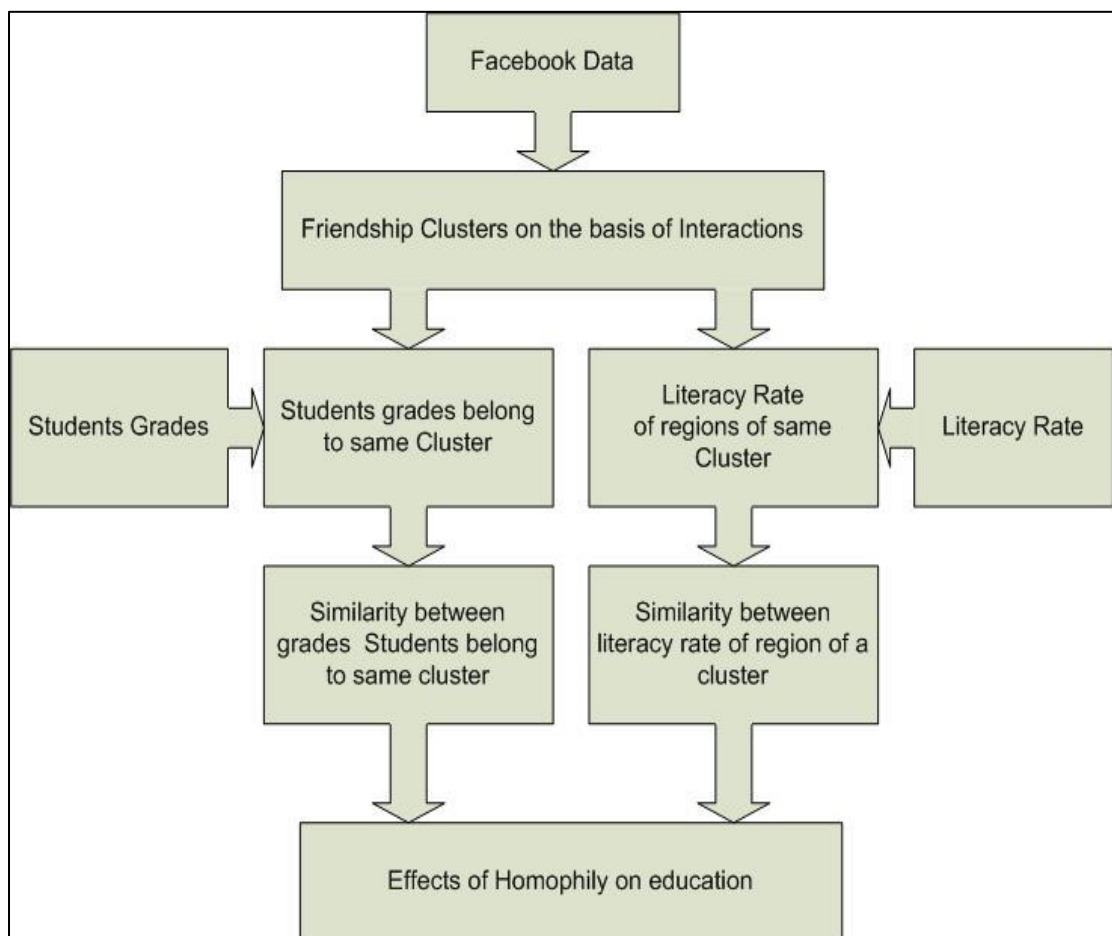 Facebook Data
Friendship Clusters on the basis of Interactions
Students Grades
Students grades belong
to same Cluster
Literacy Rate
of regions of same
Cluster
Literacy Rate
Similarity between
grades Students belong
to same cluster
Similarity between
literacy rate of region of a
cluster
Effects of Homophily on education